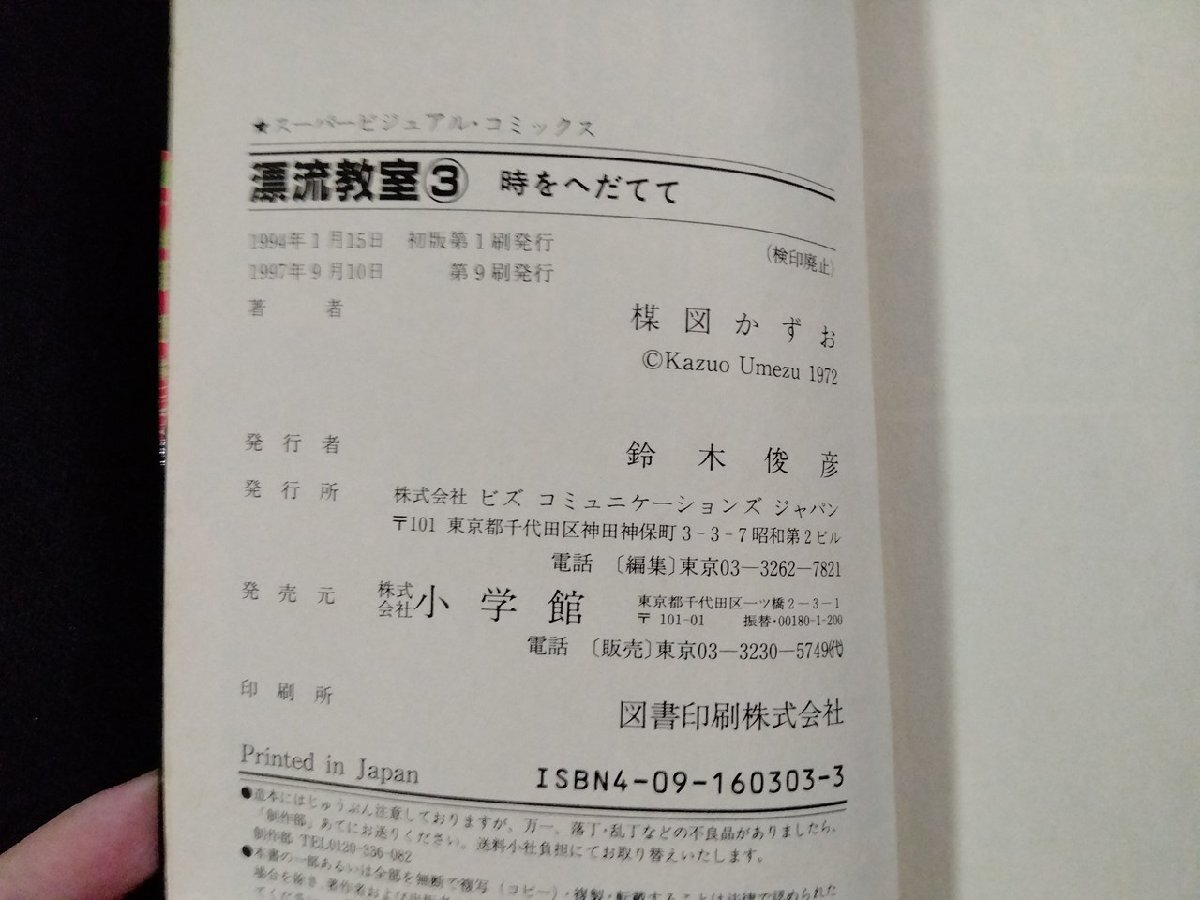 ★スーパービジュアル・コミックス
漂流教室③ 時をへだてて
1994年1月15日 初版第1刷発行
(検印廃止)
1997年9月10日 第9刷発行
著者 楳図かずお
©Kazuo Umezu 1972
発行者 鈴木俊彦
発行所 株式会社 ビズ コミュニケーションズ ジャパン
〒101 東京都千代田区神田神保町3-3-7昭和第2ビル
電話 〔編集〕東京03―3262―7821
発売元 株式会社 小学館 東京都千代田区一ツ橋2-3-1
〒101-01 振替・00180-1-200
電話 〔販売〕東京03―3230―5749(代)
印刷所 図書印刷株式会社
Printed in Japan ISBN4-09-160303-3
●造本にはじゅうぶん注意しておりますが、万一、落丁・乱丁などの不良品がありましたら、
「制作部」あてにお送りください。送料小社負担にてお取り替えいたします。
制作部 TEL0120-336-082
●本書の一部あるいは全部を無断で複写(コピー)・複製・転載することは法律で認められた
場合を除き、著作者および出版者